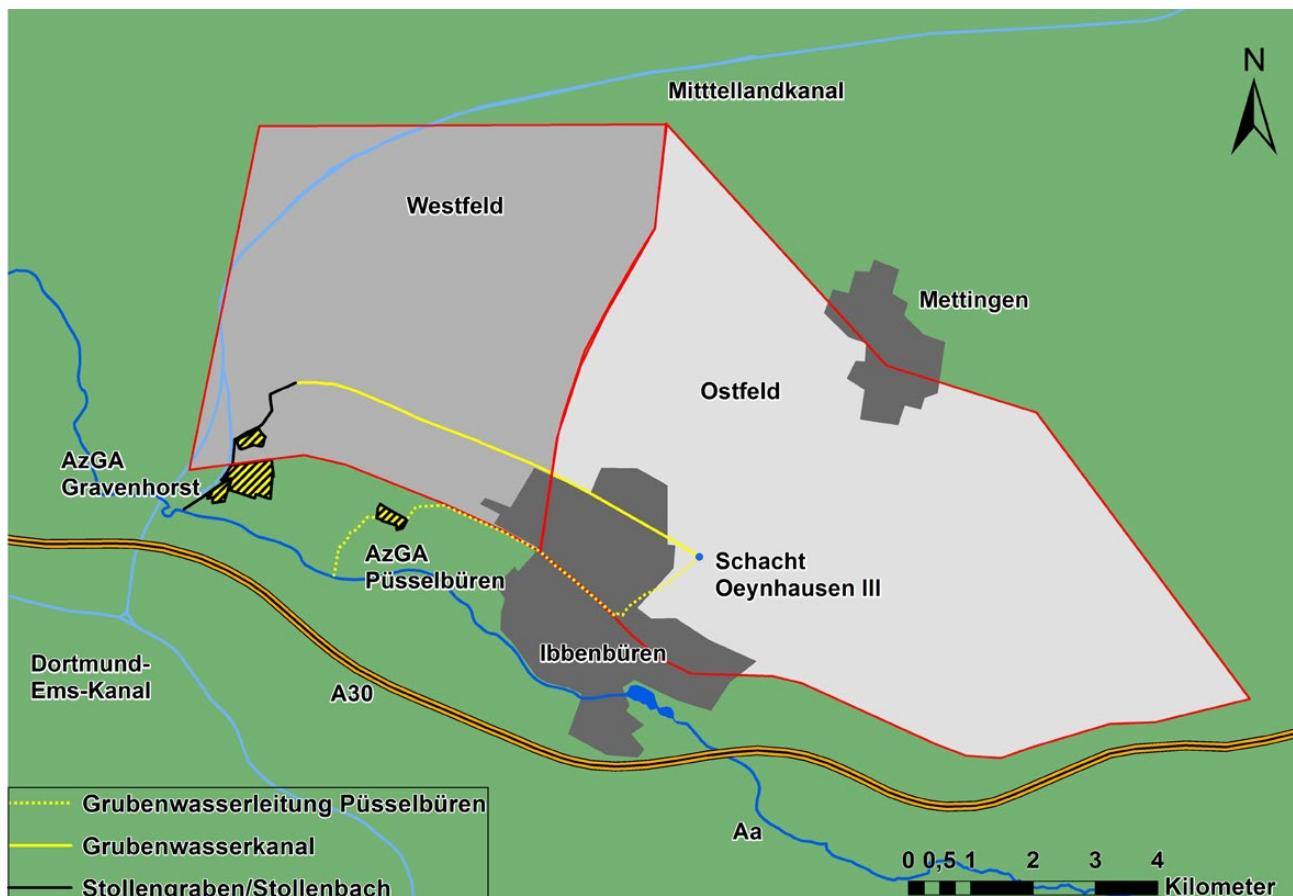 N
Mitttellandkanal
Westfeld
Mettingen
Ostfeld
AzGA
Gravenhorst
AzGA
Püsselbüren
Schacht
Oeynhausen III
Ibbenbüren
Dortmund-
Ems-Kanal
A30
Grubenwasserleitung Püsselbüren
Grubenwasserkanal
Stollengraben/Stollenbach
Aa
0 0,5 1 2 3 4
Kilometer